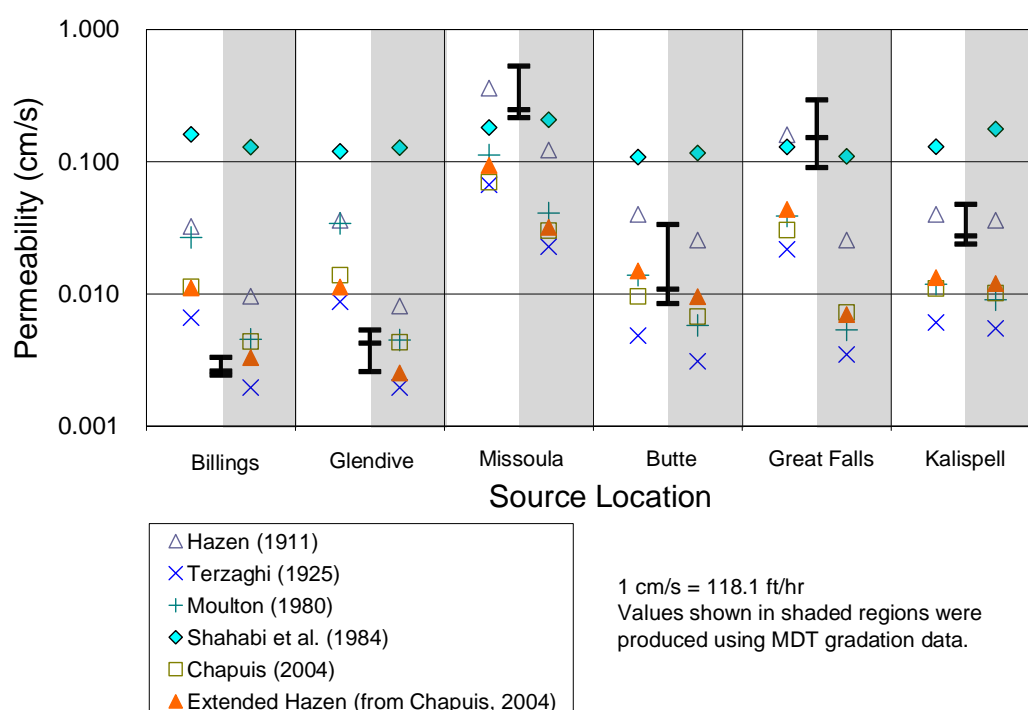 1.000
0.100
0.010
0.001
Permeability (cm/s)
Billings Glendive Missoula Butte Great Falls Kalispell
Source Location
Hazen (1911)
Terzaghi (1925)
Moulton (1980)
Shahabi et al. (1984)
Chapuis (2004)
Extended Hazen (from Chapuis, 2004)
1 cm/s = 118.1 ft/hr
Values shown in shaded regions were
produced using MDT gradation data.